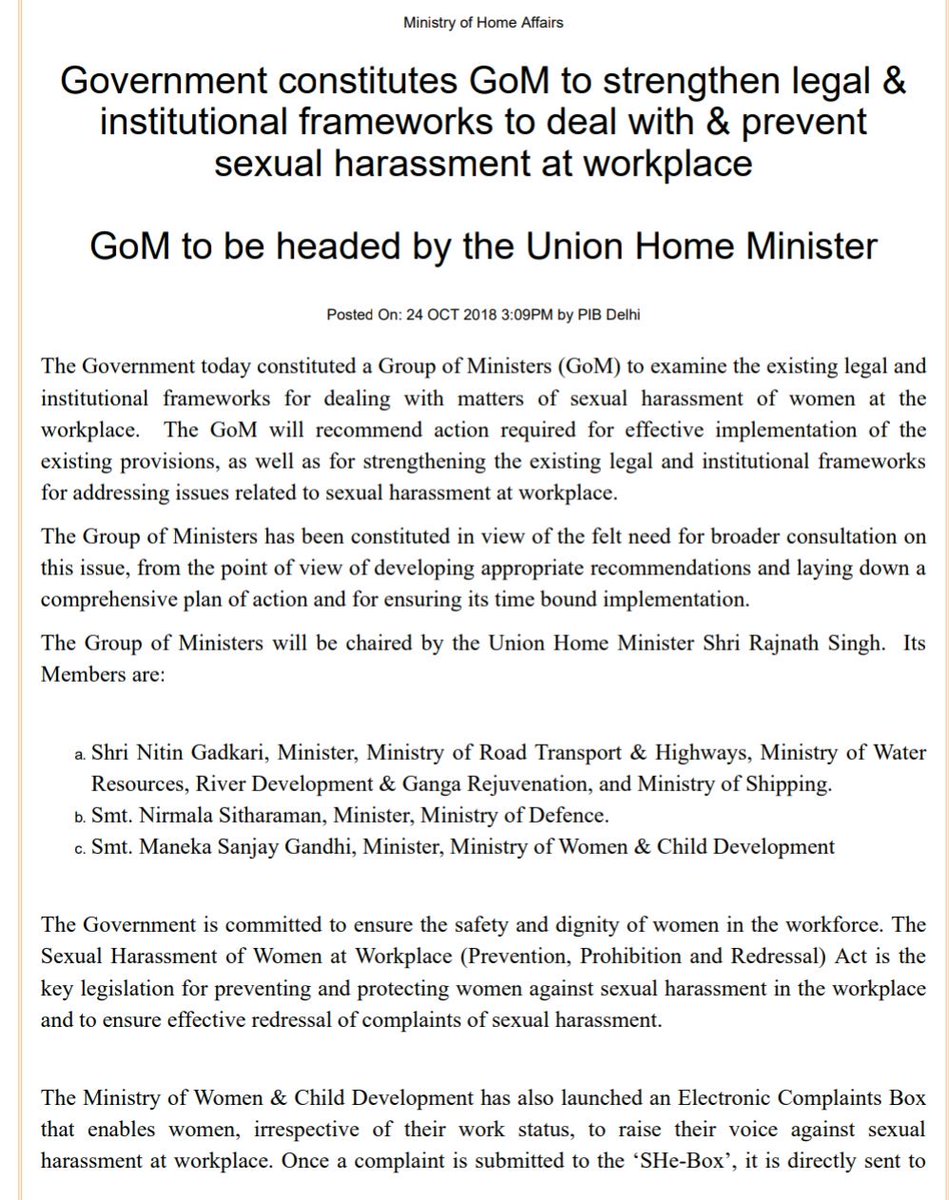 Ministry of Home Affairs
Government constitutes GoM to strengthen legal &
institutional frameworks to deal with & prevent
sexual harassment at workplace
GoM to be headed by the Union Home Minister
Posted On: 24 OCT 2018 3:09PM by PIB Delhi
The Government today constituted a Group of Ministers (GoM) to examine the existing legal and
institutional frameworks for dealing with matters of sexual harassment of women at the
workplace. The GoM will recommend action required for effective implementation of the
existing provisions, as well as for strengthening the existing legal and institutional frameworks
for addressing issues related to sexual harassment at workplace.
The Group of Ministers has been constituted in view of the felt need for broader consultation on
this issue, from the point of view of developing appropriate recommendations and laying down a
comprehensive plan of action and for ensuring its time bound implementation.
The Group of Ministers will be chaired by the Union Home Minister Shri Rajnath Singh. Its
Members are:
a. Shri Nitin Gadkari, Minister, Ministry of Road Transport & Highways, Ministry of Water
Resources, River Development & Ganga Rejuvenation, and Ministry of Shipping.
b. Smt. Nirmala Sitharaman, Minister, Ministry of Defence.
c. Smt. Maneka Sanjay Gandhi, Minister, Ministry of Women & Child Development
The Government is committed to ensure the safety and dignity of women in the workforce. The
Sexual Harassment of Women at Workplace (Prevention, Prohibition and Redressal) Act is the
key legislation for preventing and protecting women against sexual harassment in the workplace
and to ensure effective redressal of complaints of sexual harassment.
The Ministry of Women & Child Development has also launched an Electronic Complaints Box
that enables women, irrespective of their work status, to raise their voice against sexual
harassment at workplace. Once a complaint is submitted to the ‘SHe-Box’, it is directly sent to